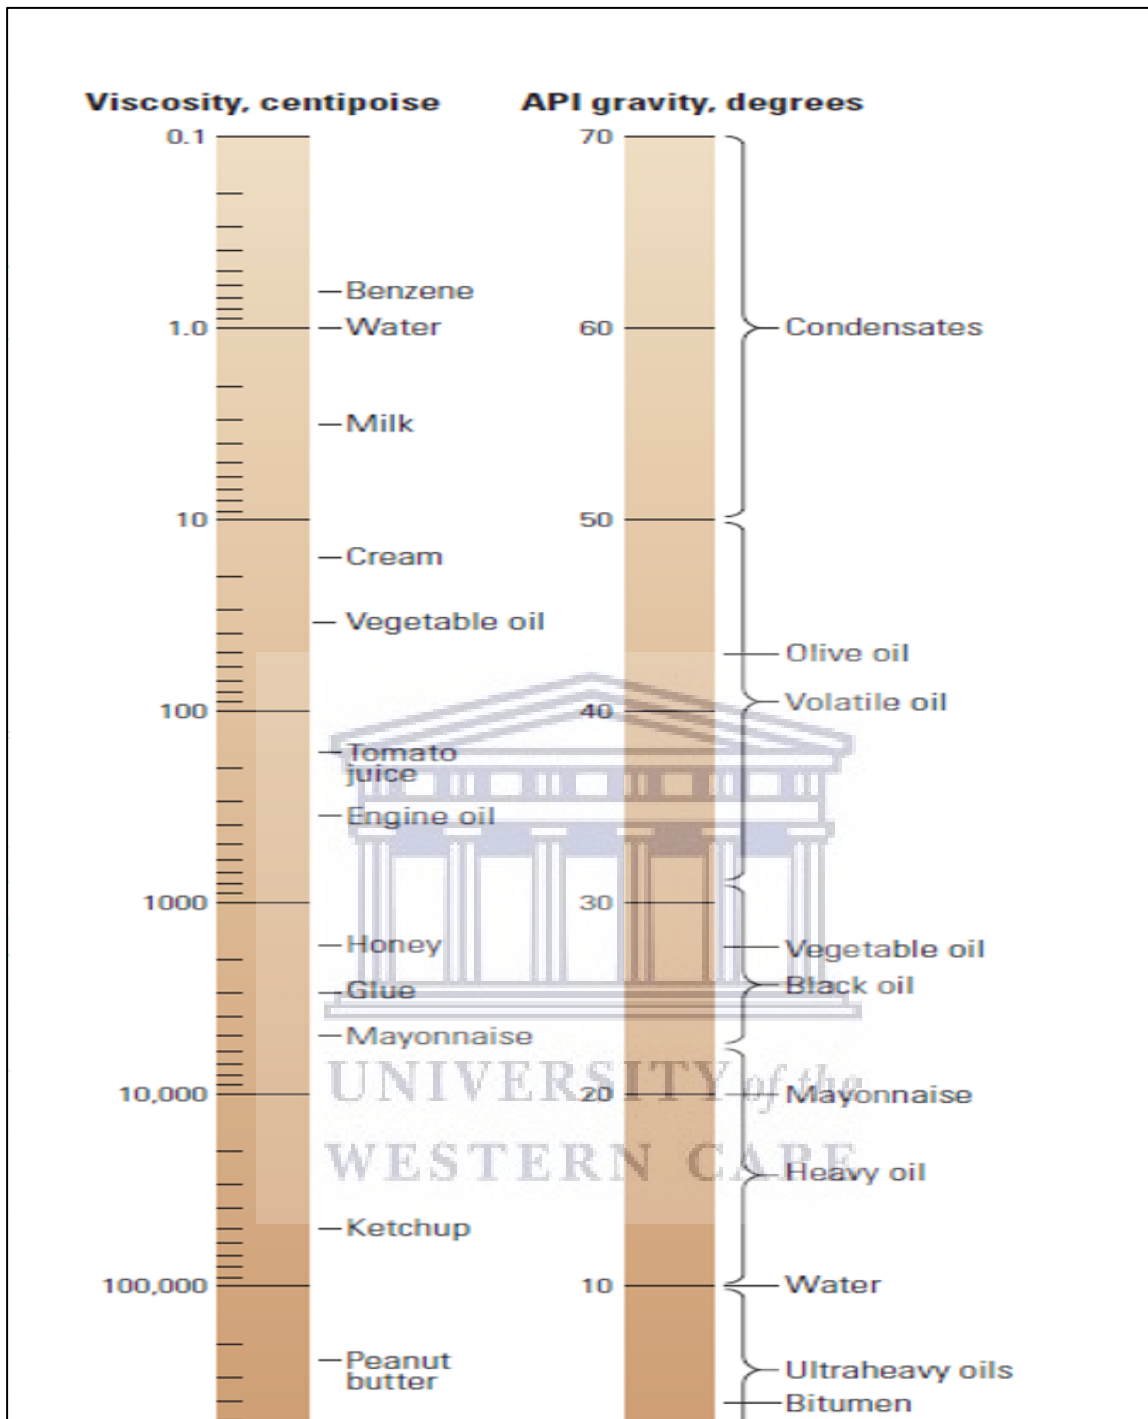 Viscosity, centipoise
API gravity, degrees
0.1
Benzene
1.0
Water
Milk
10
Cream
Vegetable oil
100
Tomato
juice
Engine oil
1000
Honey
Glue
Mayonnaise
10,000
Ketchup
100,000
Peanut
butter
70
60
Condensates
50
Olive oil
Volatile oil
40
30
Vegetable oil
Black oil
20
Mayonnaise
Heavy oil
10
Water
Ultraheavy oils
Bitumen
UNIVERSITY of the
WESTERN CAPE